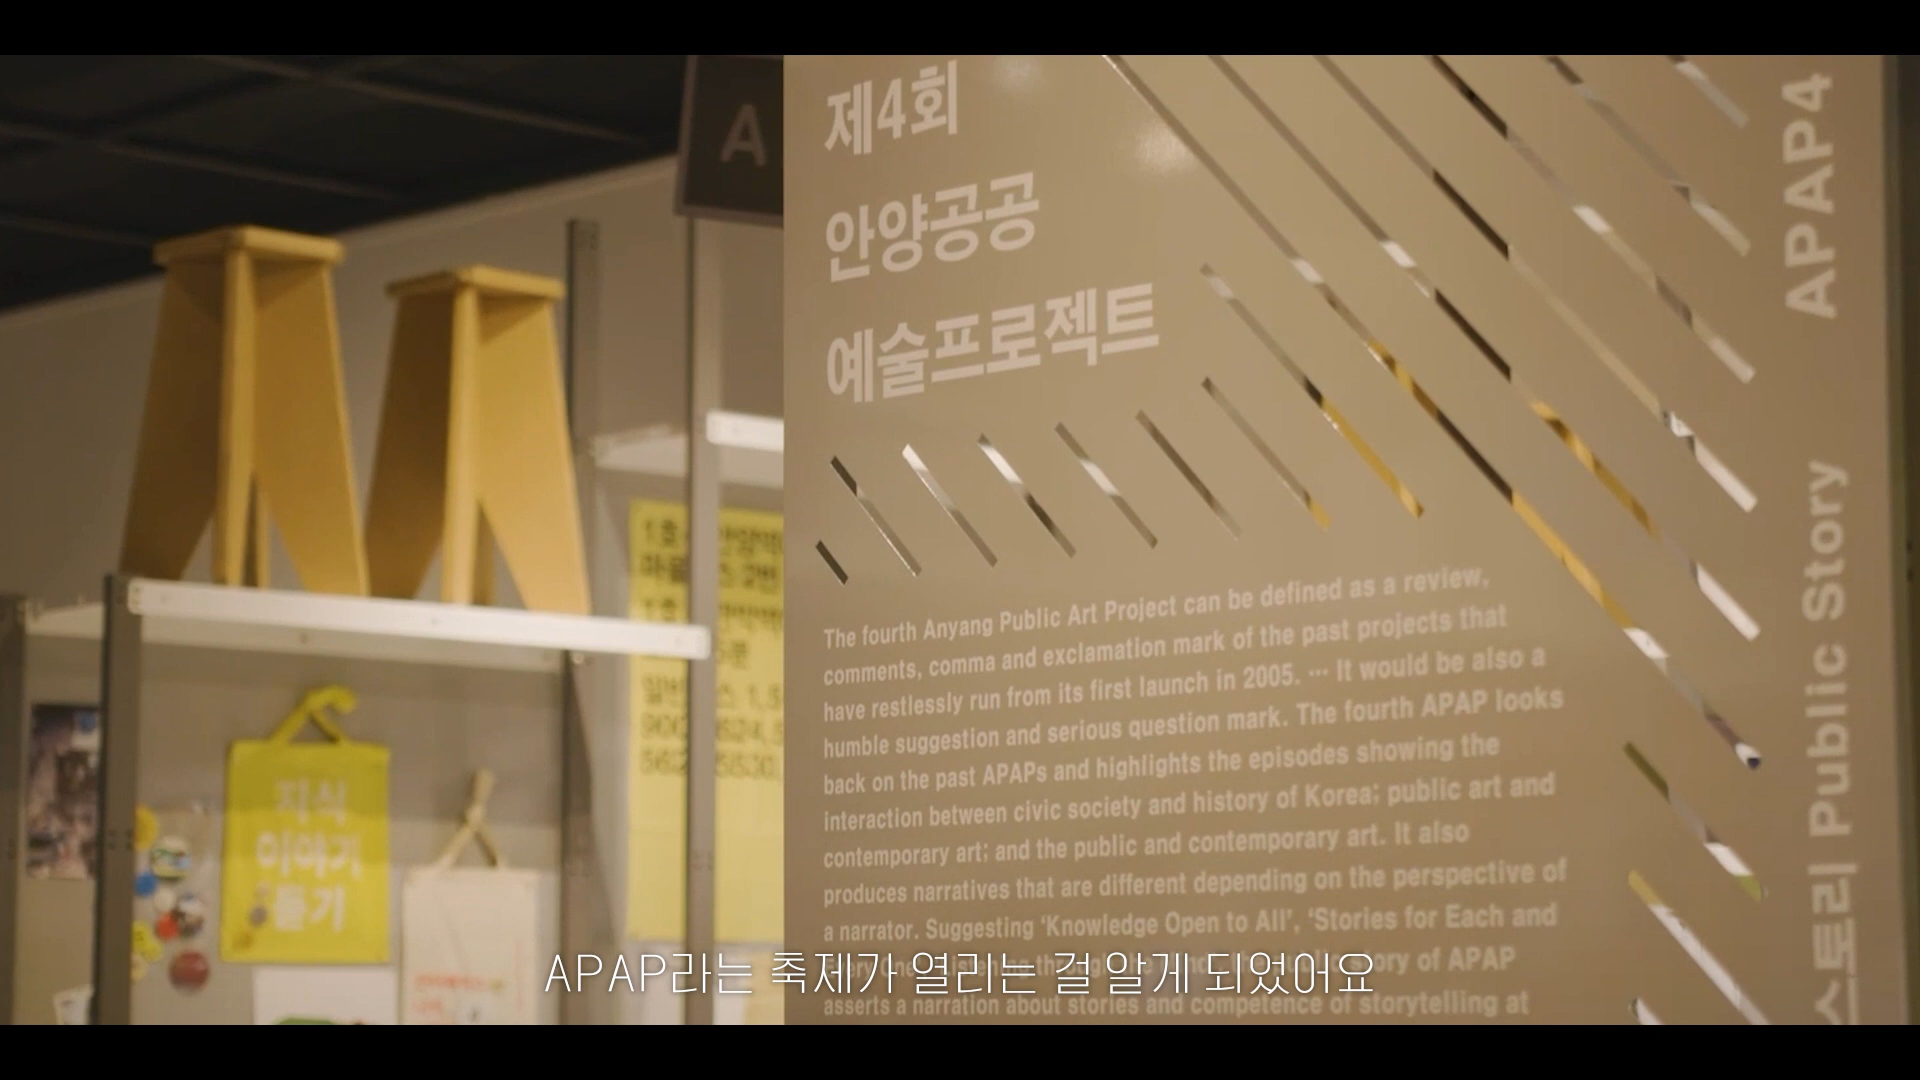 A
제4회
안양공공
예술프로젝트
APAP4
스토리 Public Story
The fourth Anyang Public Art Project can be defined as a review,
comments, comma and exclamation mark of the past projects that
have restlessly run from its first launch in 2005. ··· It would be also a
humble suggestion and serious question mark. The fourth APAP looks
back on the past APAPs and highlights the episodes showing the
interaction between civic society and history of Korea; public art and
contemporary art; and the public and contemporary art. It also
produces narratives that are different depending on the perspective of
a narrator. Suggesting ‘Knowledge Open to All’, ‘Stories for Each and
story of APAP
asserts a narration about stories and competence of storytelling at
지식
이야기
듣기
APAP라는 축제가 열리는 걸 알게 되었어요